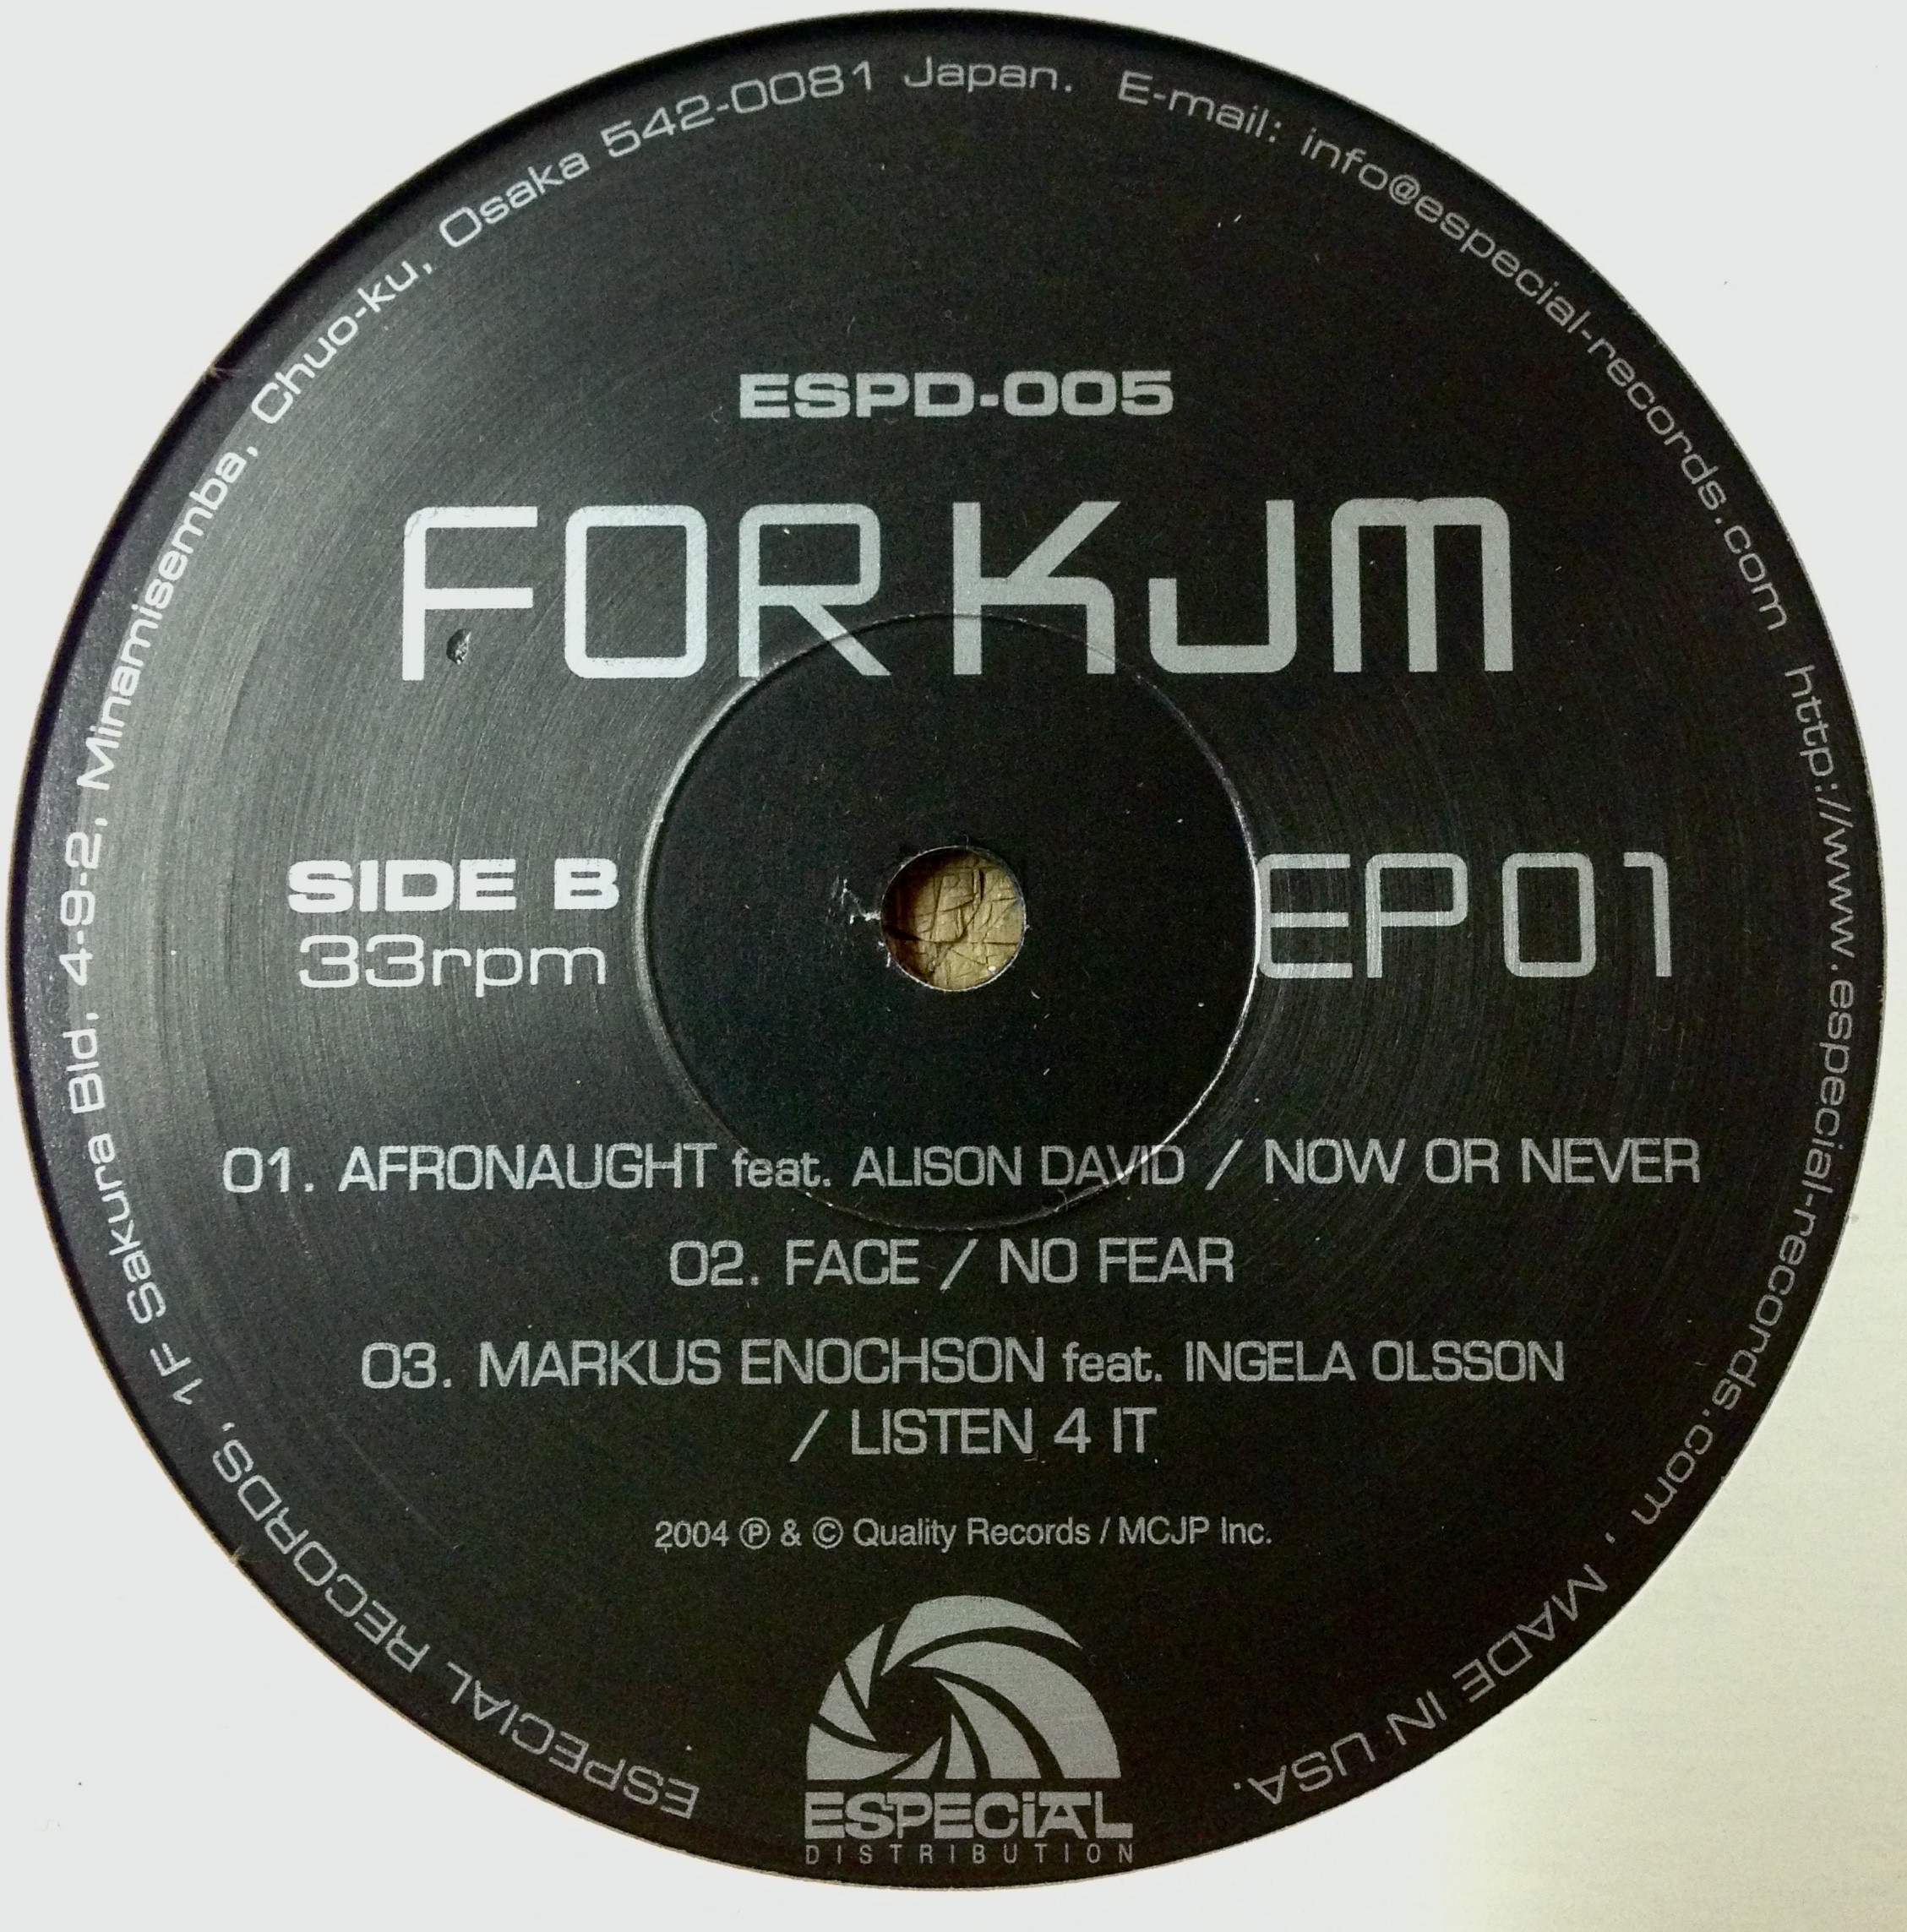 ESPECIAL RECORDS, 1F Sakura Bld, 4-9-2, Minamisemba, Chuo-ku, Osaka 542-0081 Japan. E-mail: info@especial-records.com http://www.especial-records.com , MADE IN USA.
ESPD-005
FOR KJM
SIDE B
33rpm
EP 01
01. AFRONAUGHT feat. ALISON DAVID / NOW OR NEVER
02. FACE / NO FEAR
03. MARKUS ENOCHSON feat. INGELA OLSSON
/ LISTEN 4 IT
2004 ℗ & © Quality Records / MCJP Inc.
ESPECiAL
DISTRIBUTION